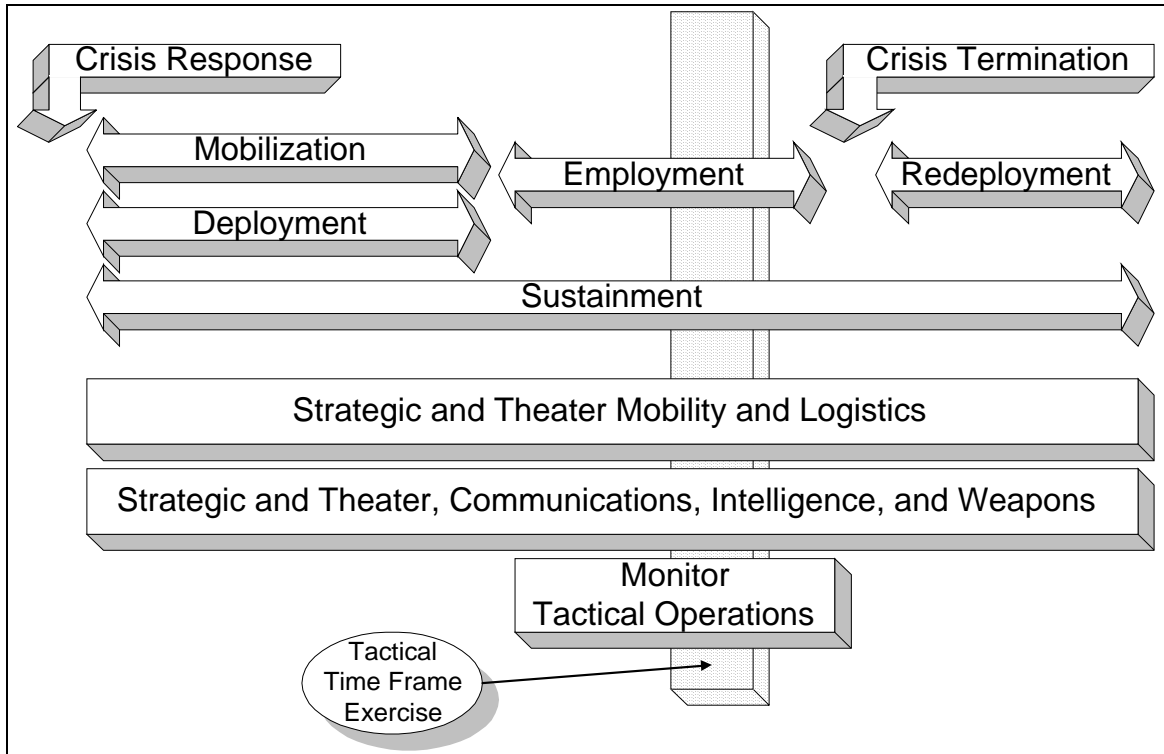 Crisis Response
Crisis Termination
Mobilization
Employment
Redeployment
Deployment
Sustainment
Strategic and Theater Mobility and Logistics
Strategic and Theater, Communications, Intelligence, and Weapons
Monitor
Tactical Operations
Tactical
Time Frame
Exercise